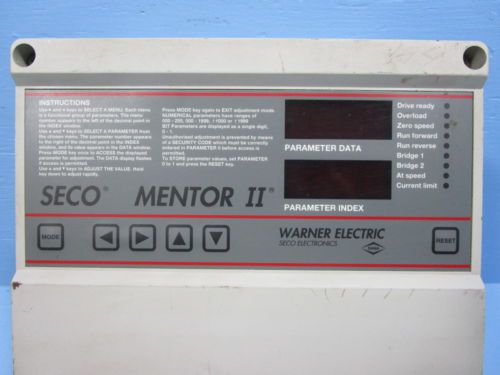 INSTRUCTIONS
Use ◂ and ▸ keys to SELECT A MENU. Each menu
is a functional group of parameters. The menu
number appears to the left of the decimal point in
the INDEX window.
Use ▴ and ▾ keys to SELECT A PARAMETER from
the chosen menu. The parameter number appears
to the right of the decimal point in the INDEX
window, and its value appears in the DATA window.
Press MODE key once to ACCESS the displayed
parameter for adjustment. The DATA display flashes
if access is permitted.
Use ▴ and ▾ keys to ADJUST THE VALUE. Hold
key down to adjust rapidly.
Press MODE key again to EXIT adjustment mode.
NUMERICAL parameters have ranges of
000 - 255, 000 - 1999, ±1000 or ±1999
BIT Parameters are displayed as a single digit,
0 - 1.
Unauthorised adjustment is prevented by means
of a SECURITY CODE which must be correctly
entered in PARAMETER 0 before access is
permitted.
To STORE parameter values, set PARAMETER
0 to 1 and press the RESET key.
PARAMETER DATA
PARAMETER INDEX
Drive ready
Overload
Zero speed
Run forward
Run reverse
Bridge 1
Bridge 2
At speed
Current limit
SECO® MENTOR II®
MODE
WARNER ELECTRIC
SECO ELECTRONICS
DANA
RESET